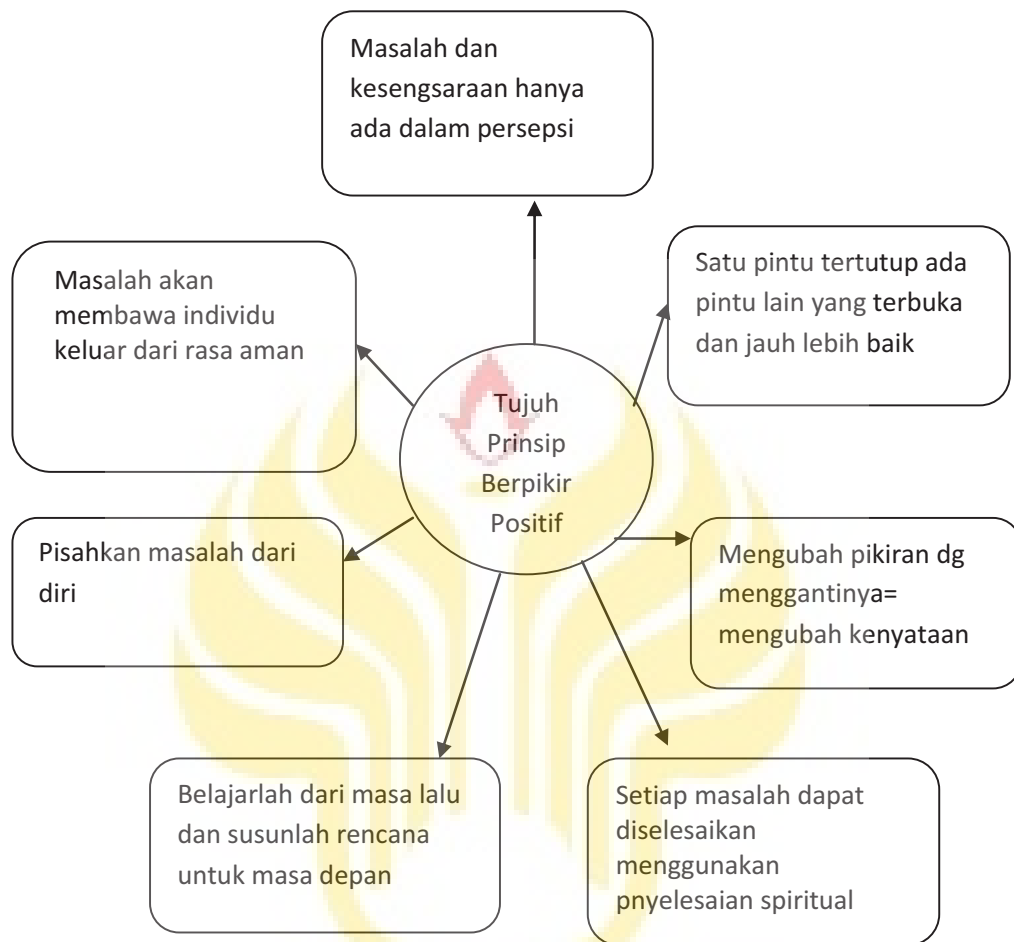 Masalah dan
kesengsaraan hanya
ada dalam persepsi
Masalah akan
membawa individu
keluar dari rasa aman
Satu pintu tertutup ada
pintu lain yang terbuka
dan jauh lebih baik
Tujuh
Prinsip
Berpikir
Positif
Pisahkan masalah dari
diri
Mengubah pikiran dg
menggantinya=
mengubah kenyataan
Belajarlah dari masa lalu
dan susunlah rencana
untuk masa depan
Setiap masalah dapat
diselesaikan
menggunakan
pnyelesaian spiritual